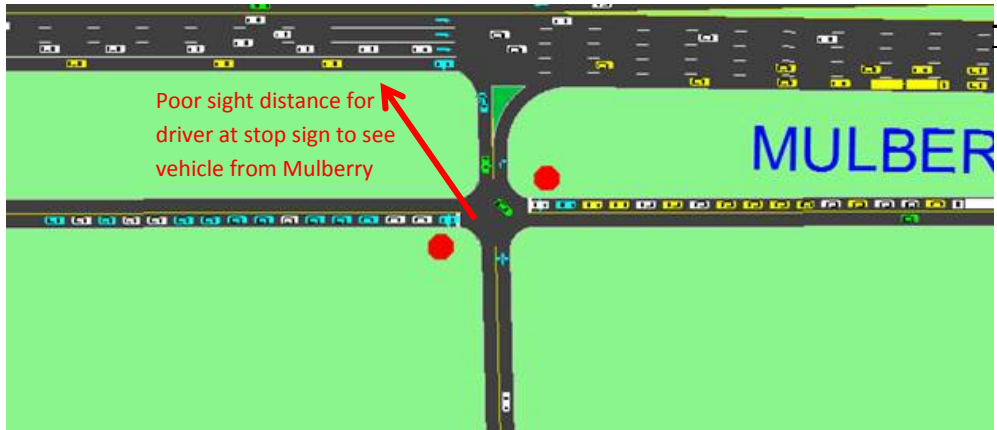 Poor sight distance for
driver at stop sign to see
vehicle from Mulberry
MULBER